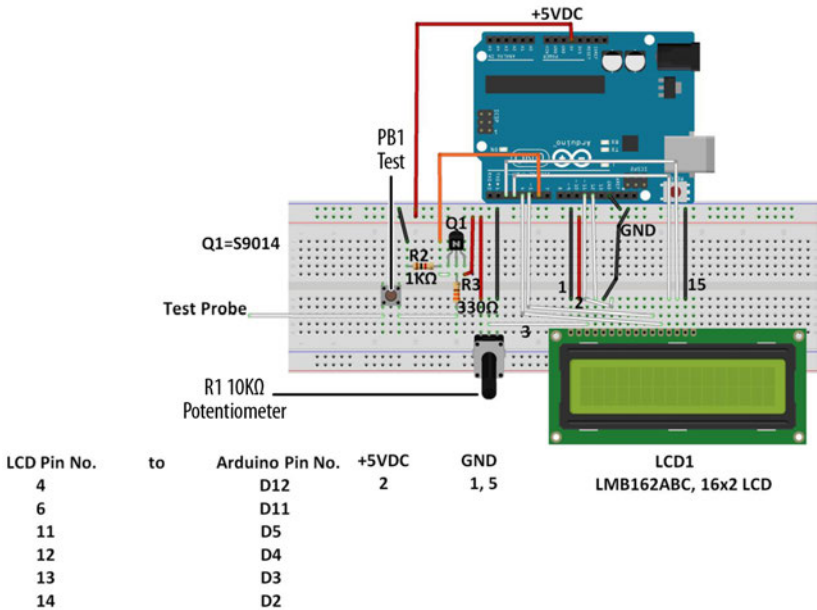 +5VDC
PB1
Test
Arduino
Q1
GND
Q1=S9014
R2
1KΩ
R3
330Ω
1
2
15
Test Probe
3
R1 10KΩ
Potentiometer
LCD Pin No. to Arduino Pin No. +5VDC GND LCD1
4 D12 2 1, 5 LMB162ABC, 16x2 LCD
6 D11
11 D5
12 D4
13 D3
14 D2